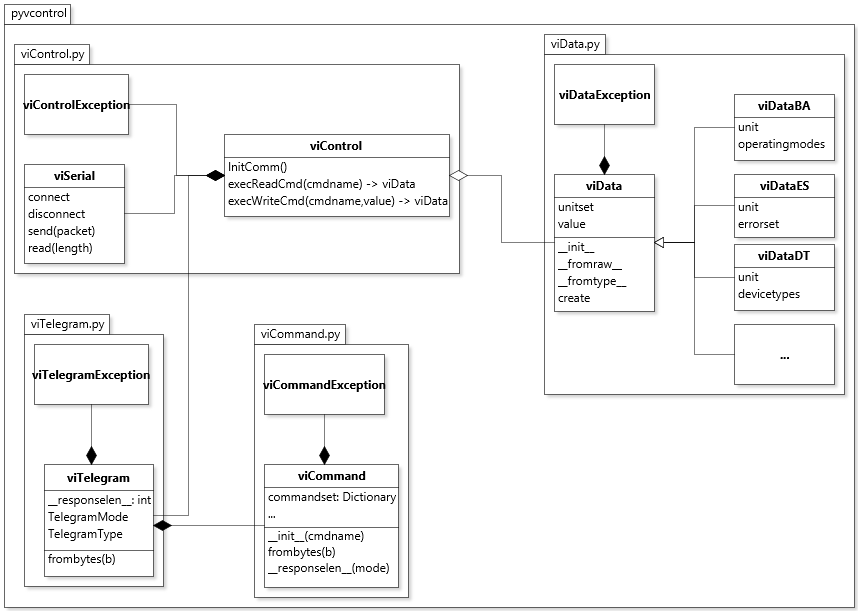 pyvcontrol
viControl.py
viControlException
viSerial
connect
disconnect
send(packet)
read(length)
viControl
InitComm()
execReadCmd(cmdname) -> viData
execWriteCmd(cmdname,value) -> viData
viData.py
viDataException
viData
unitset
value
__init__
__fromraw__
__fromtype__
create
viDataBA
unit
operatingmodes
viDataES
unit
errorset
viDataDT
unit
devicetypes
...
viTelegram.py
viTelegramException
viTelegram
__responselen__: int
TelegramMode
TelegramType
frombytes(b)
viCommand.py
viCommandException
viCommand
commandset: Dictionary
...
__init__(cmdname)
frombytes(b)
__responselen__(mode)